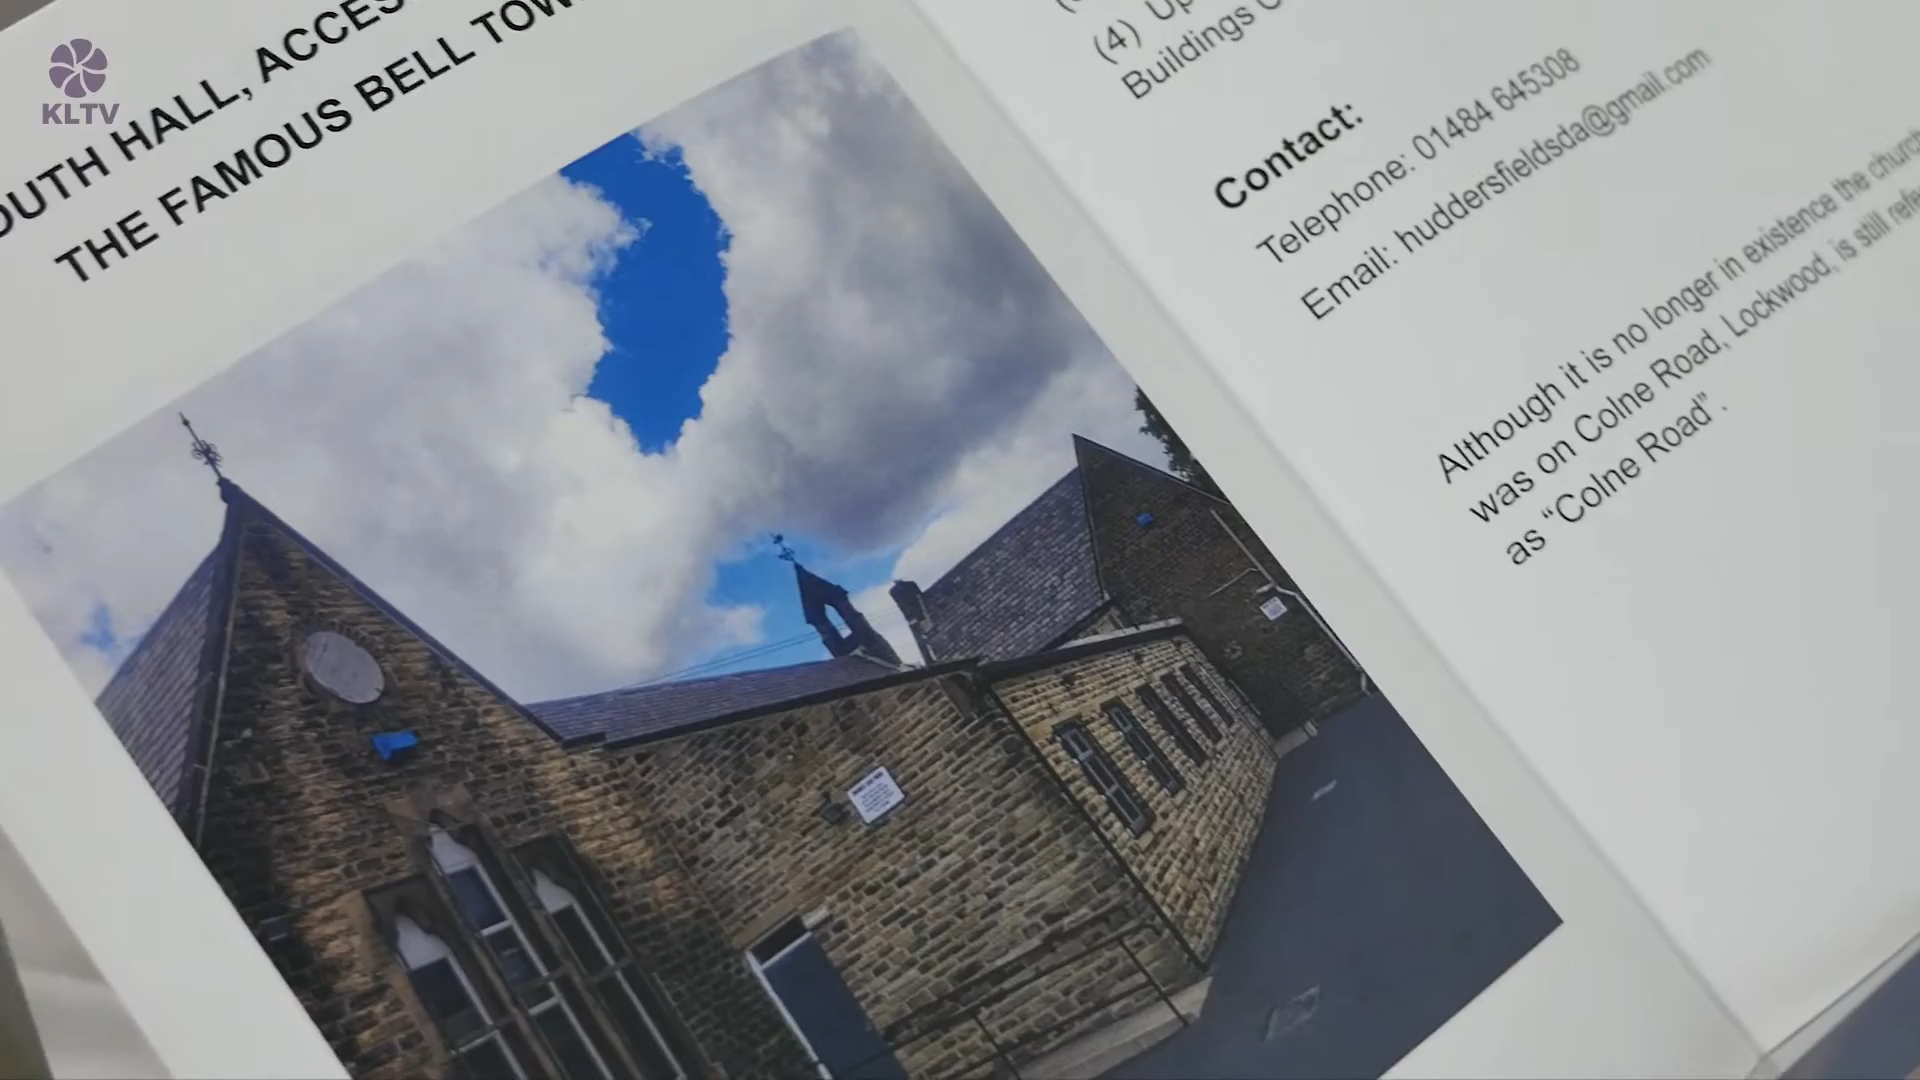 KLTV
OUTH HALL, ACCES
THE FAMOUS BELL TOW
(4) Up
Buildings
Contact:
Telephone: 01484 645308
Email: huddersfieldsda@gmail.com
Although it is no longer in existence the church
was on Colne Road, Lockwood, is still refe
as “Colne Road”.